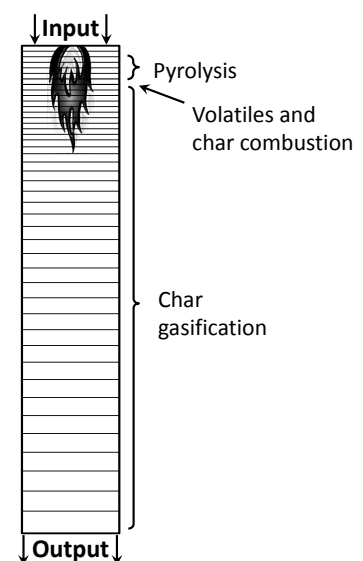 Input
Pyrolysis
Volatiles and
char combustion
Char
gasification
Output